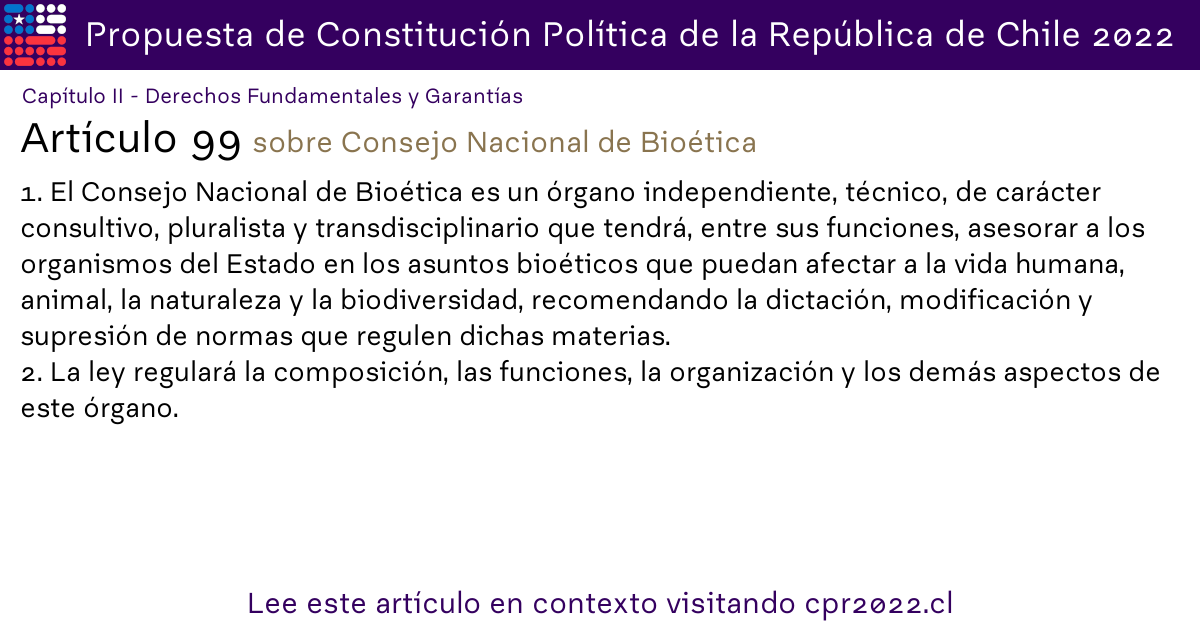 Propuesta de Constitución Política de la República de Chile 2022
Capítulo II - Derechos Fundamentales y Garantías
Artículo 99 sobre Consejo Nacional de Bioética
1. El Consejo Nacional de Bioética es un órgano independiente, técnico, de carácter
consultivo, pluralista y transdisciplinario que tendrá, entre sus funciones, asesorar a los
organismos del Estado en los asuntos bioéticos que puedan afectar a la vida humana,
animal, la naturaleza y la biodiversidad, recomendando la dictación, modificación y
supresión de normas que regulen dichas materias.
2. La ley regulará la composición, las funciones, la organización y los demás aspectos de
este órgano.
Lee este artículo en contexto visitando cpr2022.cl